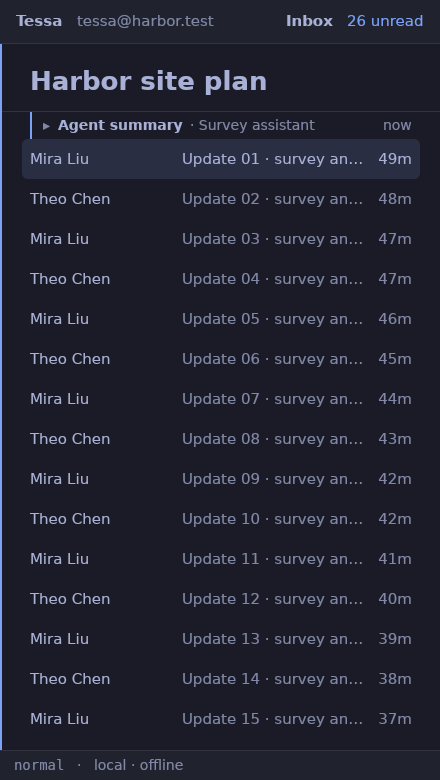 Tessa tessa@harbor.test Inbox 26 unread
Harbor site plan
▸ Agent summary · Survey assistant now
Mira Liu Update 01 · survey an… 49m
Theo Chen Update 02 · survey an… 48m
Mira Liu Update 03 · survey an… 47m
Theo Chen Update 04 · survey an… 47m
Mira Liu Update 05 · survey an… 46m
Theo Chen Update 06 · survey an… 45m
Mira Liu Update 07 · survey an… 44m
Theo Chen Update 08 · survey an… 43m
Mira Liu Update 09 · survey an… 42m
Theo Chen Update 10 · survey an… 42m
Mira Liu Update 11 · survey an… 41m
Theo Chen Update 12 · survey an… 40m
Mira Liu Update 13 · survey an… 39m
Theo Chen Update 14 · survey an… 38m
Mira Liu Update 15 · survey an… 37m
normal · local · offline